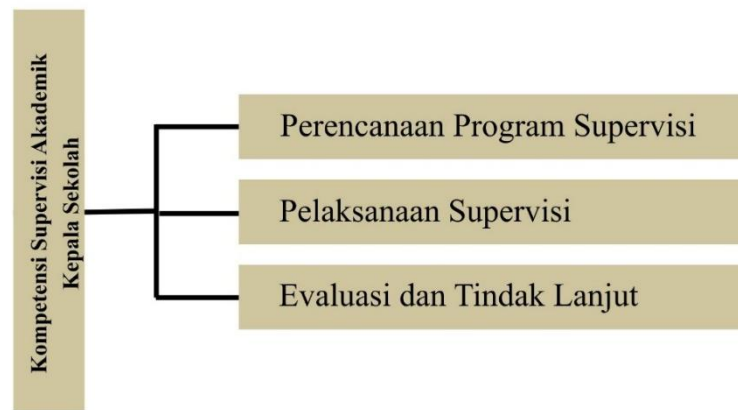 Kompetensi Supervisi Akademik
Kepala Sekolah
Perencanaan Program Supervisi
Pelaksanaan Supervisi
Evaluasi dan Tindak Lanjut